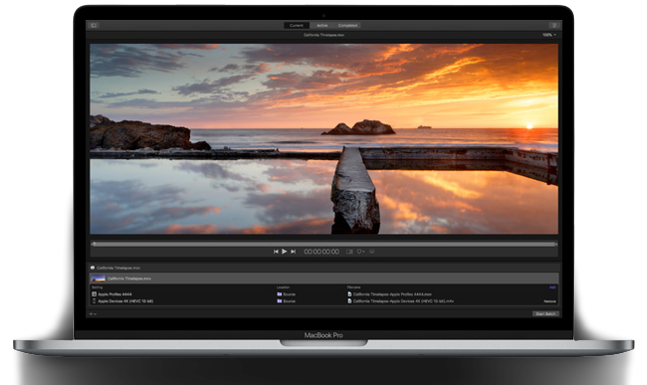 Current Active Completed
California Timelapse.mov 100%
00:00:00:00
California Timelapse.mov
California Timelapse.mov
Setting Location Filename Add
Apple ProRes 4444 Source California Timelapse-Apple ProRes 4444.mov
Apple Devices 4K (HEVC 10-bit) Source California Timelapse-Apple Devices 4K (HEVC 10-bit).m4v Remove
Start Batch
MacBook Pro